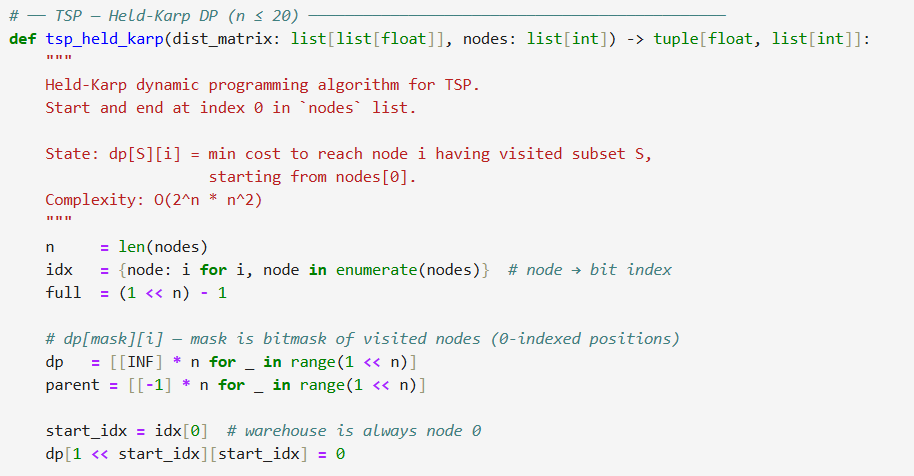 # ── TSP — Held-Karp DP (n ≤ 20) ──────────────────────────────────────────────
def tsp_held_karp(dist_matrix: list[list[float]], nodes: list[int]) -> tuple[float, list[int]]:
    """
    Held-Karp dynamic programming algorithm for TSP.
    Start and end at index 0 in `nodes` list.
    State: dp[S][i] = min cost to reach node i having visited subset S,
                      starting from nodes[0].
    Complexity: O(2^n * n^2)
    """
    n     = len(nodes)
    idx   = {node: i for i, node in enumerate(nodes)}  # node → bit index
    full  = (1 << n) - 1
    # dp[mask][i] — mask is bitmask of visited nodes (0-indexed positions)
    dp   = [[INF] * n for _ in range(1 << n)]
    parent = [[-1] * n for _ in range(1 << n)]
    start_idx = idx[0]  # warehouse is always node 0
    dp[1 << start_idx][start_idx] = 0